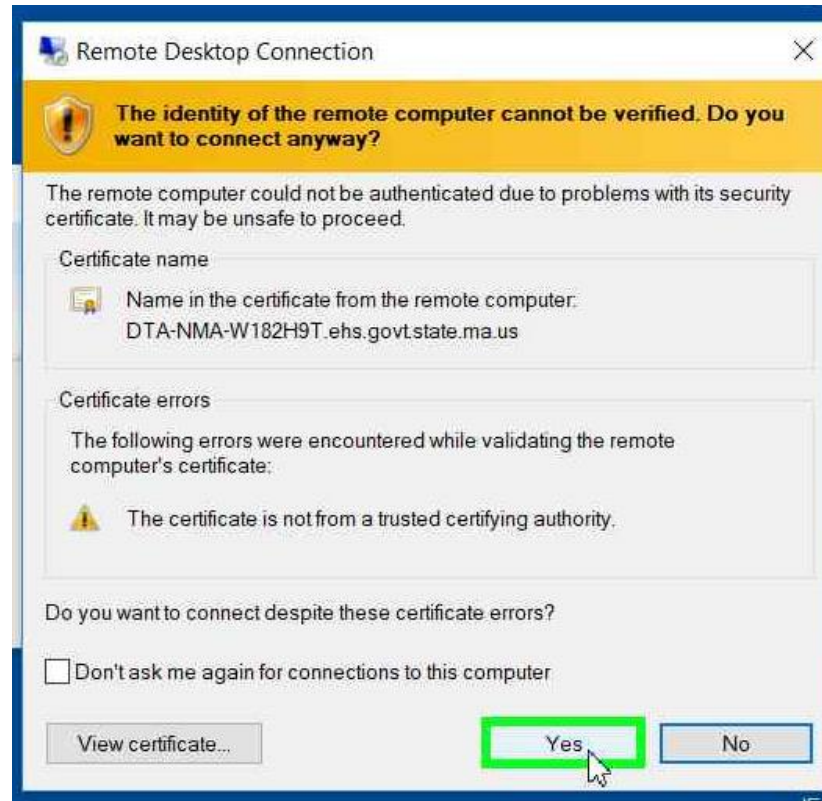 Remote Desktop Connection
The identity of the remote computer cannot be verified. Do you
want to connect anyway?
The remote computer could not be authenticated due to problems with its security
certificate. It may be unsafe to proceed.
Certificate name
Name in the certificate from the remote computer:
DTA-NMA-W182H9T.ehs.govt.state.ma.us
Certificate errors
The following errors were encountered while validating the remote
computer's certificate:
The certificate is not from a trusted certifying authority.
Do you want to connect despite these certificate errors?
Don't ask me again for connections to this computer
View certificate...
Yes
No